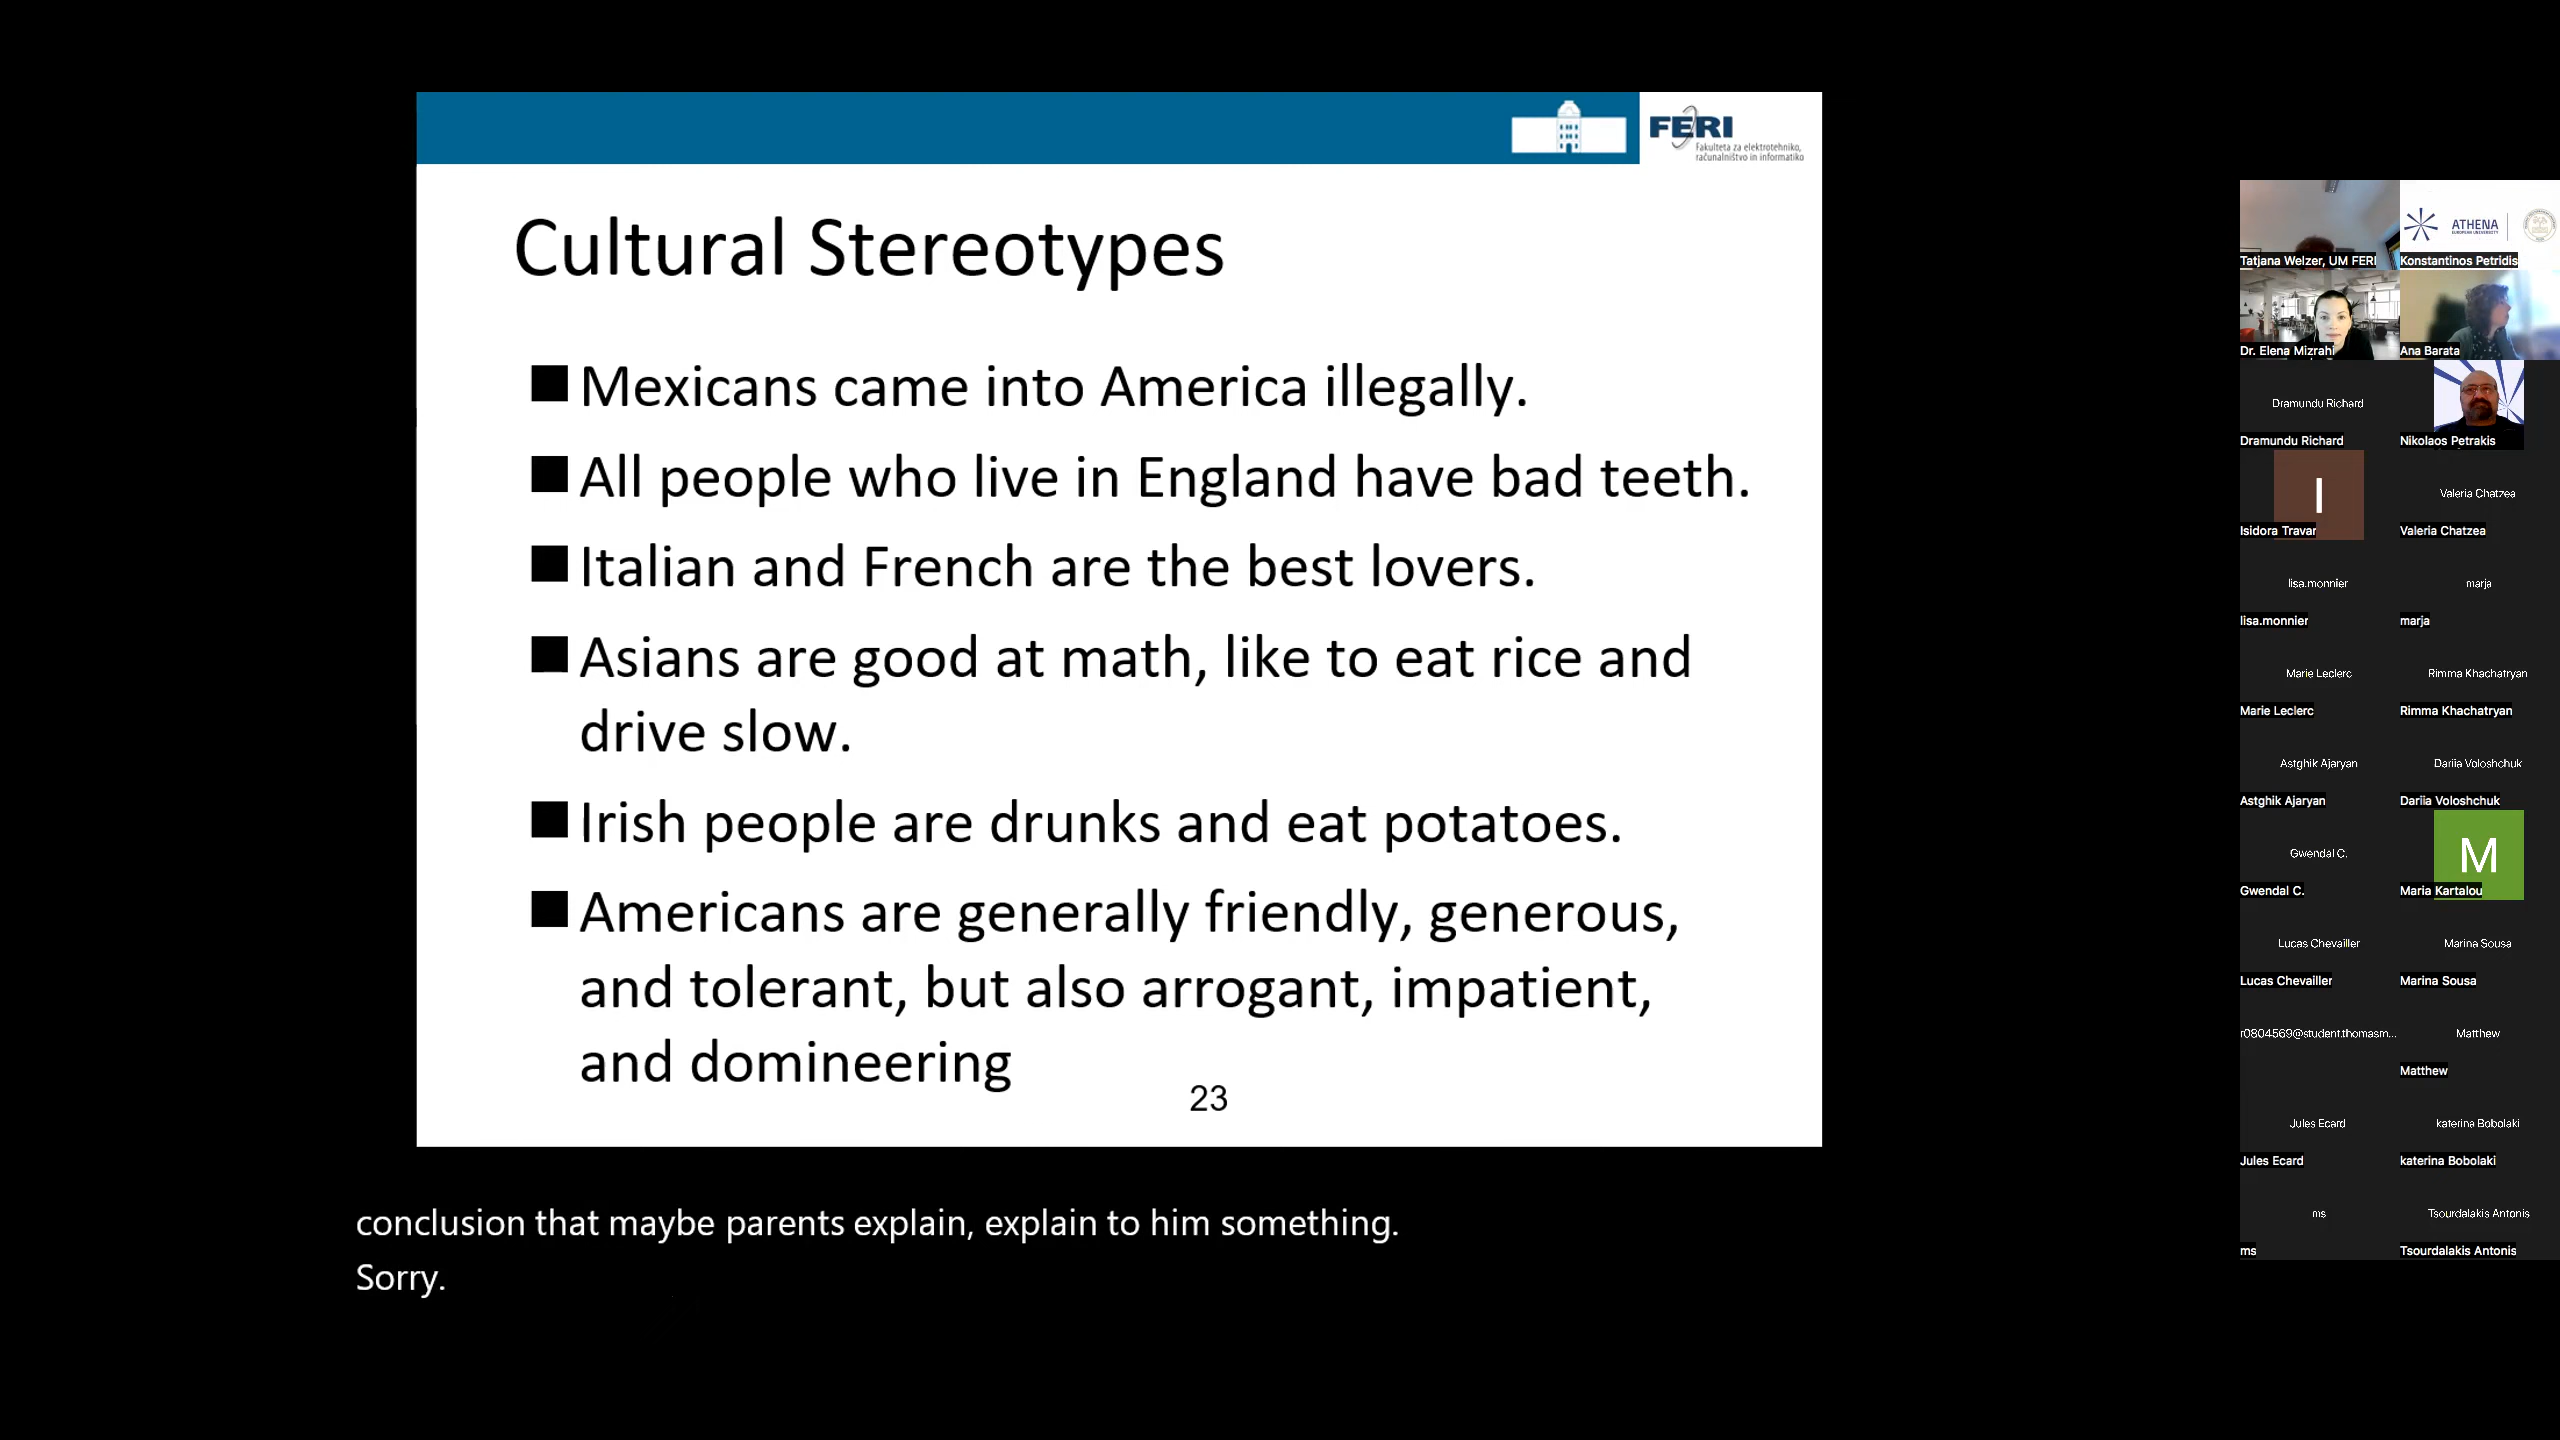 FERI
Fakulteta za elektrotehniko,
računalništvo in informatiko
Cultural Stereotypes
Mexicans came into America illegally.
All people who live in England have bad teeth.
Italian and French are the best lovers.
Asians are good at math, like to eat rice and
drive slow.
Irish people are drunks and eat potatoes.
Americans are generally friendly, generous,
and tolerant, but also arrogant, impatient,
and domineering
23
conclusion that maybe parents explain, explain to him something.
Sorry.
ATHENA
EUROPEAN UNIVERSITY
Tatjana Welzer, UM FERI
Konstantinos Petridis
Dr. Elena Mizrahi
Ana Barata
Dramundu Richard
Dramundu Richard
Nikolaos Petrakis
I
Isidora Travar
Valeria Chatzea
Valeria Chatzea
lisa.monnier
lisa.monnier
marja
marja
Marie Leclerc
Marie Leclerc
Rimma Khachatryan
Rimma Khachatryan
Astghik Ajaryan
Astghik Ajaryan
Dariia Voloshchuk
Dariia Voloshchuk
Gwendal C.
Gwendal C.
M
Maria Kartalou
Lucas Chevailler
Lucas Chevailler
Marina Sousa
Marina Sousa
r0804569@student.thomasm...
Matthew
Matthew
Jules Ecard
Jules Ecard
katerina Bobolaki
katerina Bobolaki
ms
ms
Tsourdalakis Antonis
Tsourdalakis Antonis